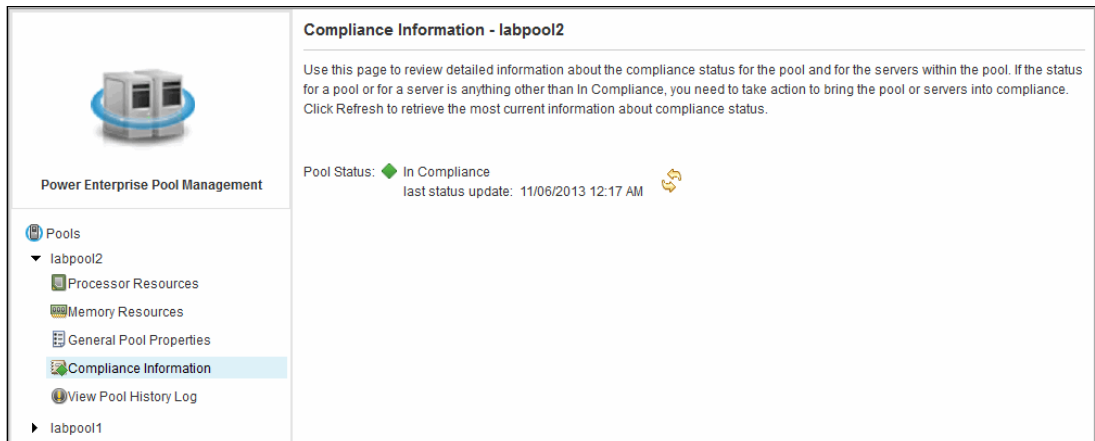 Power Enterprise Pool Management
Pools
labpool2
Processor Resources
Memory Resources
General Pool Properties
Compliance Information
View Pool History Log
labpool1
Compliance Information - labpool2
Use this page to review detailed information about the compliance status for the pool and for the servers within the pool. If the status
for a pool or for a server is anything other than In Compliance, you need to take action to bring the pool or servers into compliance.
Click Refresh to retrieve the most current information about compliance status.
Pool Status: In Compliance
last status update: 11/06/2013 12:17 AM